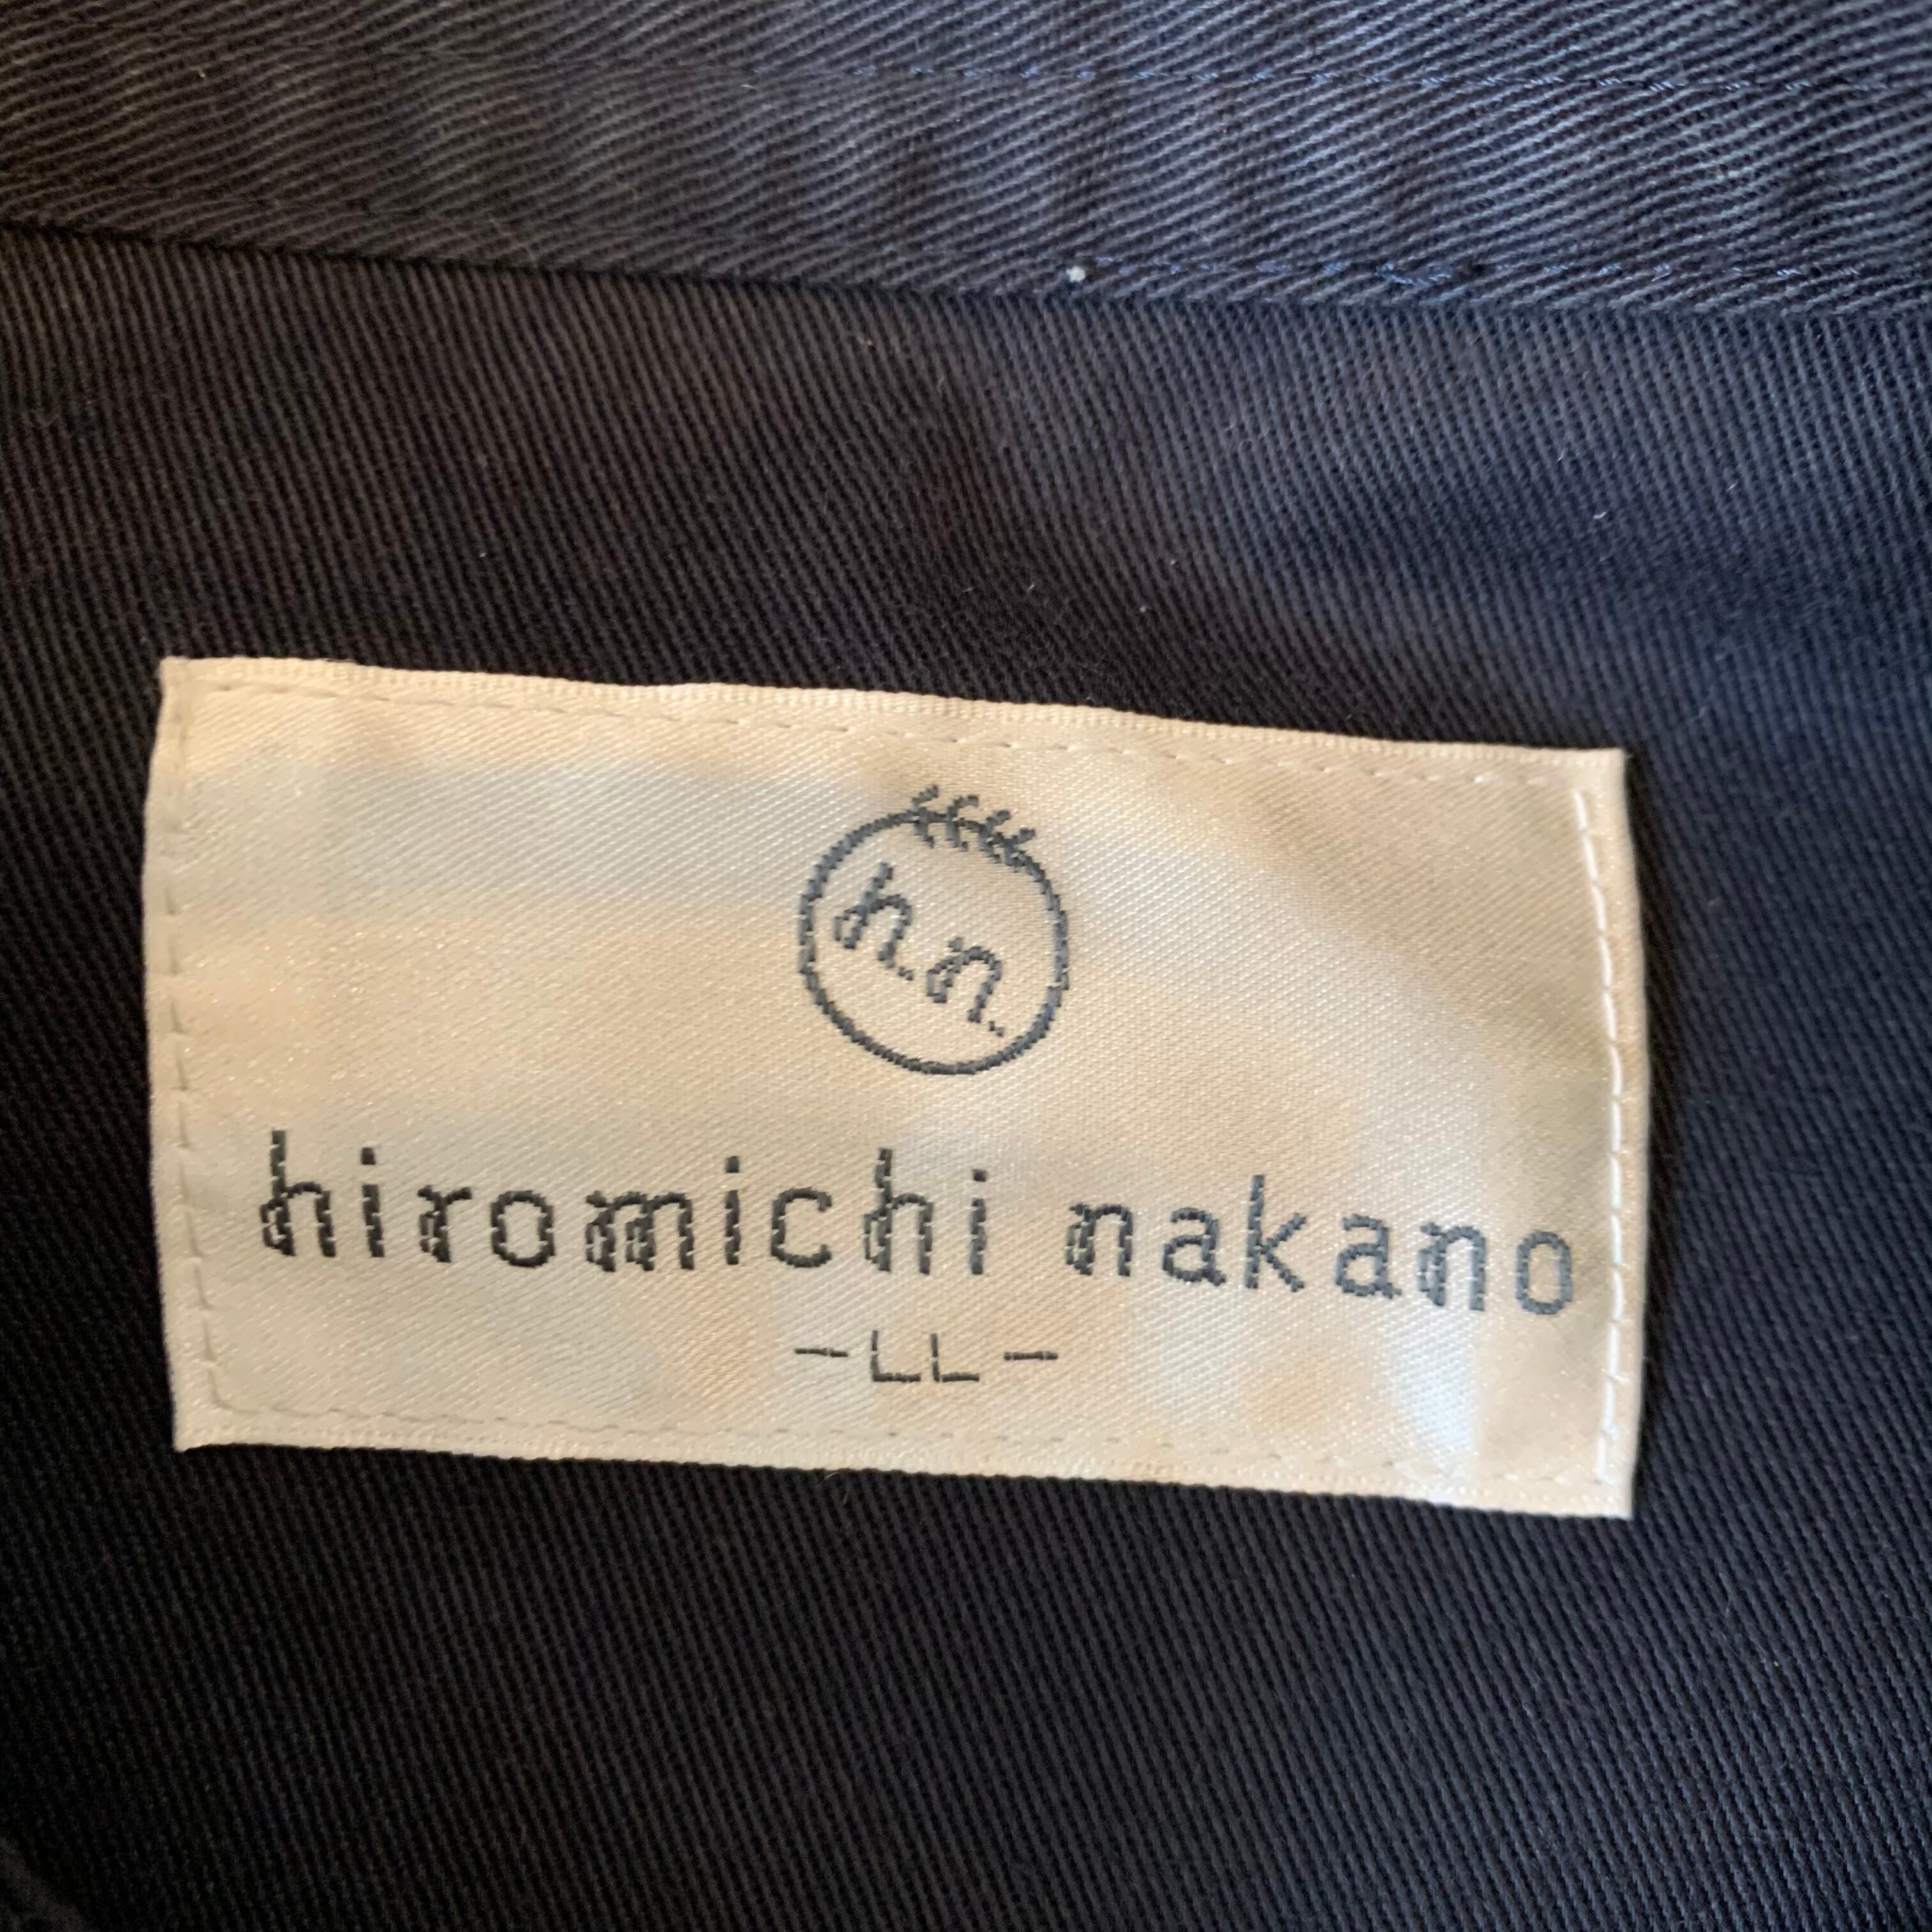 h.n.
hiromichi nakano
-LL-